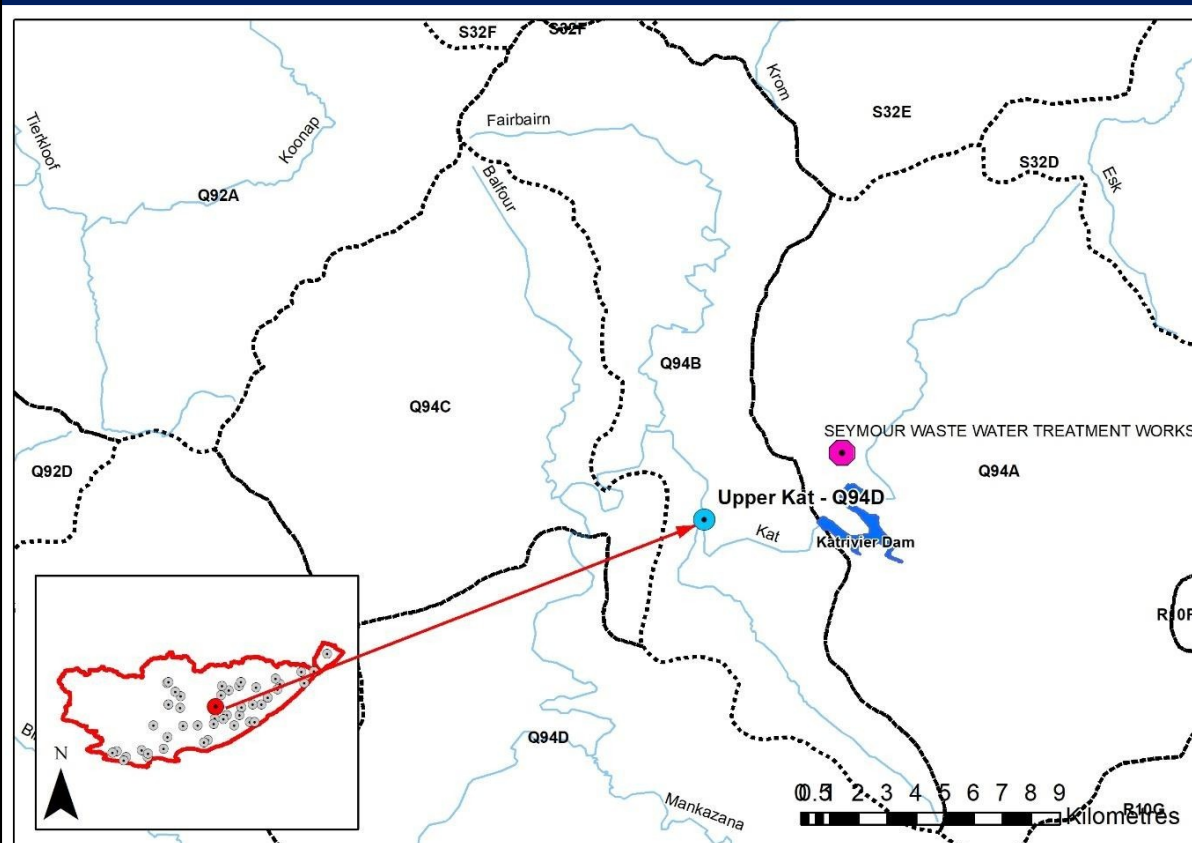 S32F
S32F
Krom
Tierkloof
Koonap
Fairbairn
S32E
S32D
Balfour
Esk
Q92A
Q94B
Q94C
SEYMOUR WASTE WATER TREATMENT WORKS
Q92D
Q94A
Upper Kat - Q94D
Kat
Katrivier Dam
N
Q94D
Mankazana
0 0.5 1 2 3 4 5 6 7 8 9
Kilometres
R10G